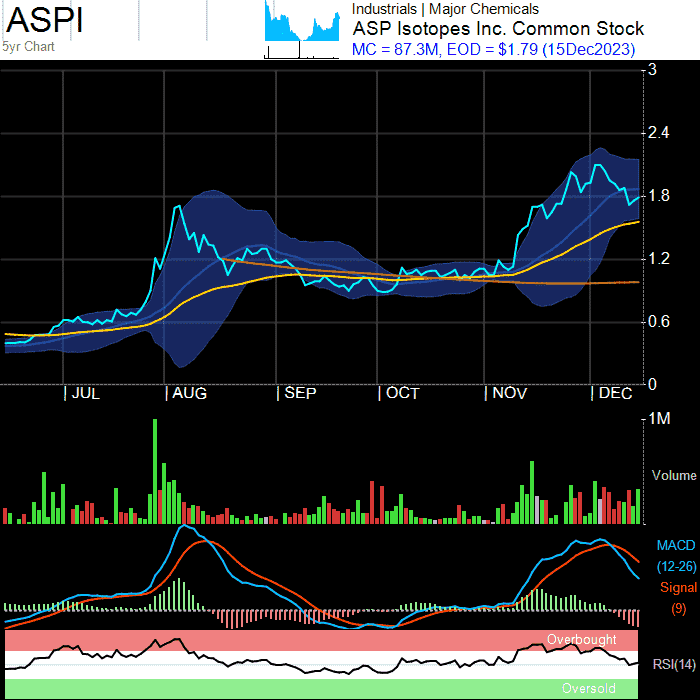 ASPI
5yr Chart
Industrials | Major Chemicals
ASP Isotopes Inc. Common Stock
MC = 87.3M, EOD = $1.79 (15Dec2023)
3
2.4
1.8
1.2
0.6
0
| JUL
| AUG
| SEP
| OCT
| NOV
| DEC
1M
Volume
MACD
(12-26)
Signal
(9)
Overbought
RSI(14)
Oversold